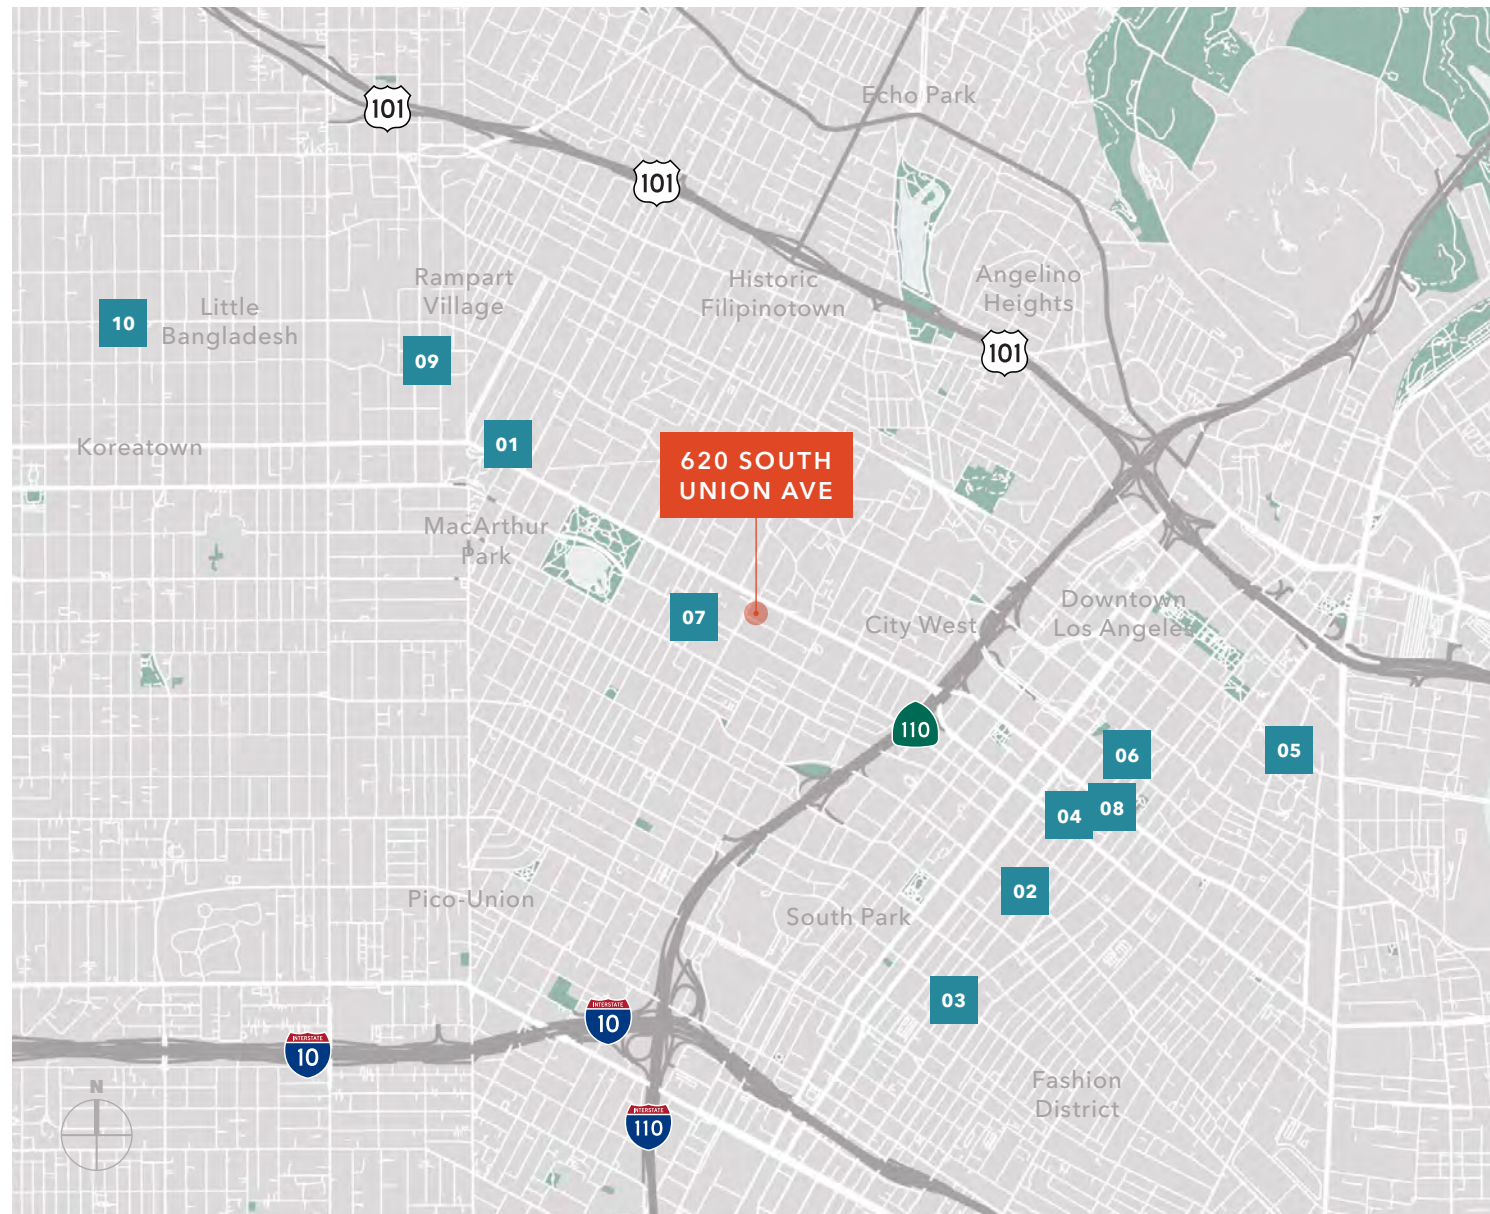 Echo Park
101
101
Rampart
Village
Historic
Filipinotown
Angelino
Heights
10
Little
Bangladesh
09
101
Koreatown
01
620 SOUTH
UNION AVE
MacArthur
Park
07
City West
Downtown
Los Angeles
110
06
05
04
08
02
Pico-Union
South Park
03
INTERSTATE
10
INTERSTATE
10
Fashion
District
N
INTERSTATE
110